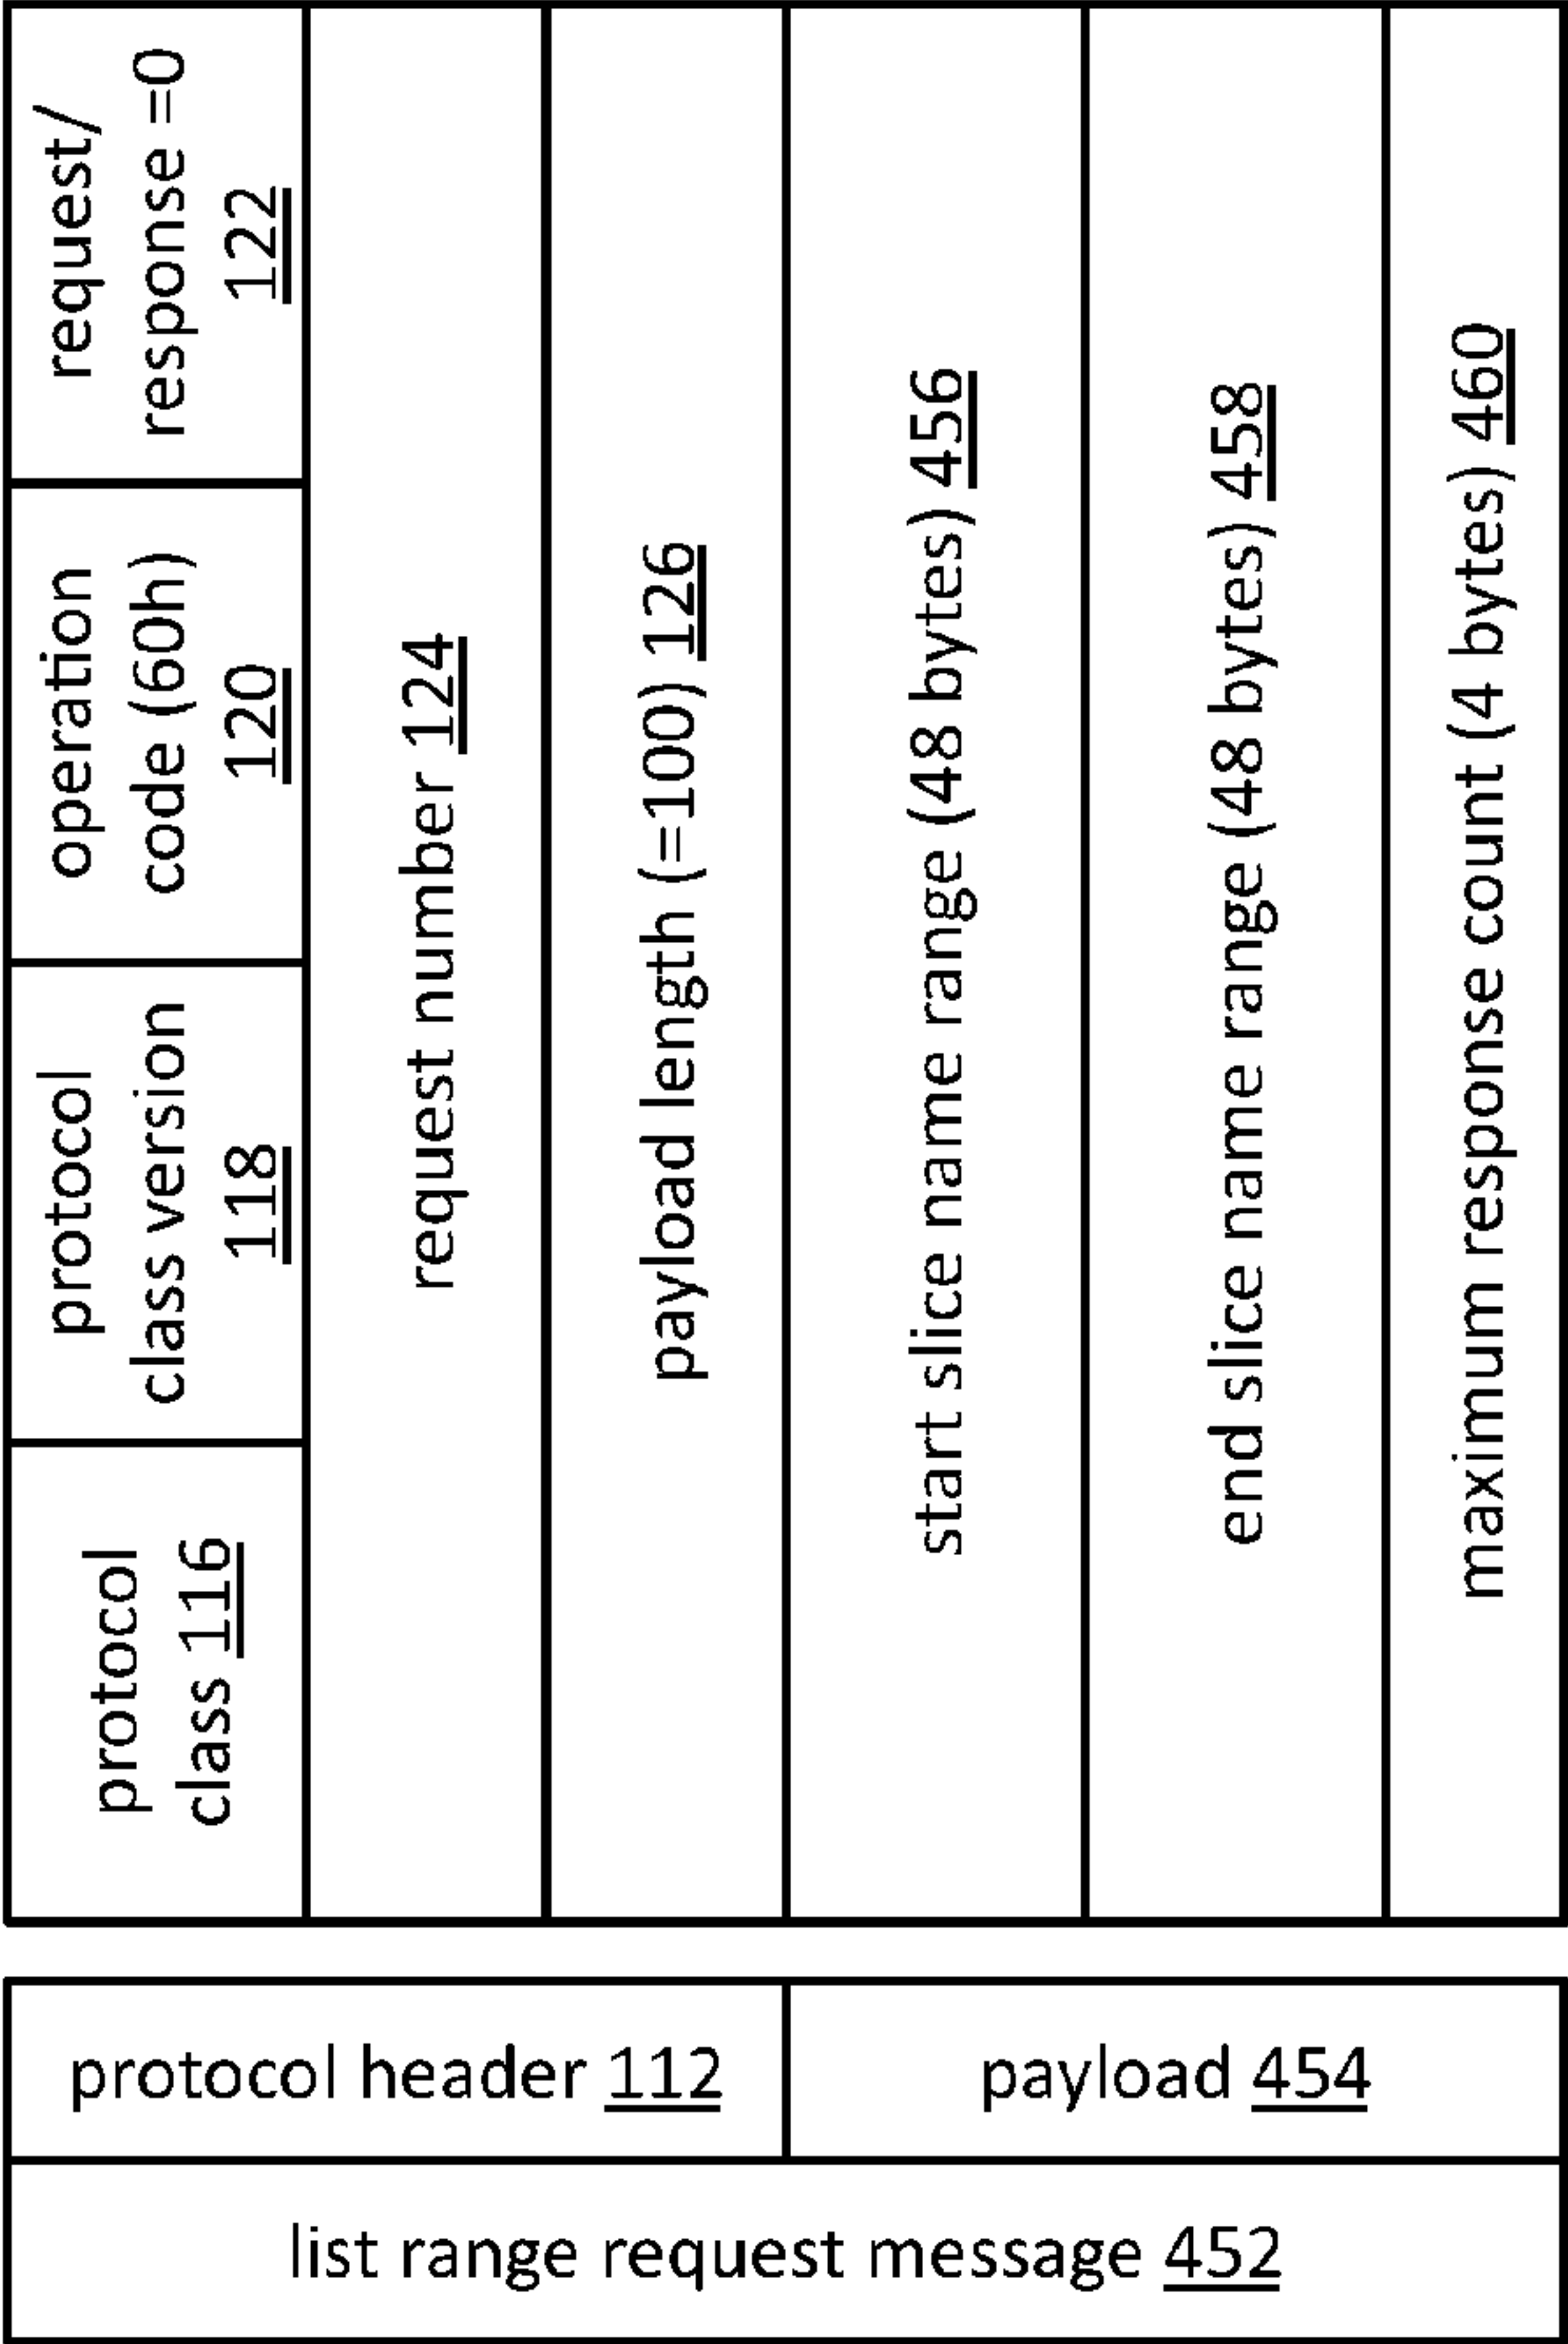 list range request message 452
protocol header 112
payload 454
protocol
class 116
protocol
class version
118
operation
code (60h)
120
request/
response =0
122
request number 124
payload length (=100) 126
start slice name range (48 bytes) 456
end slice name range (48 bytes) 458
maximum response count (4 bytes) 460